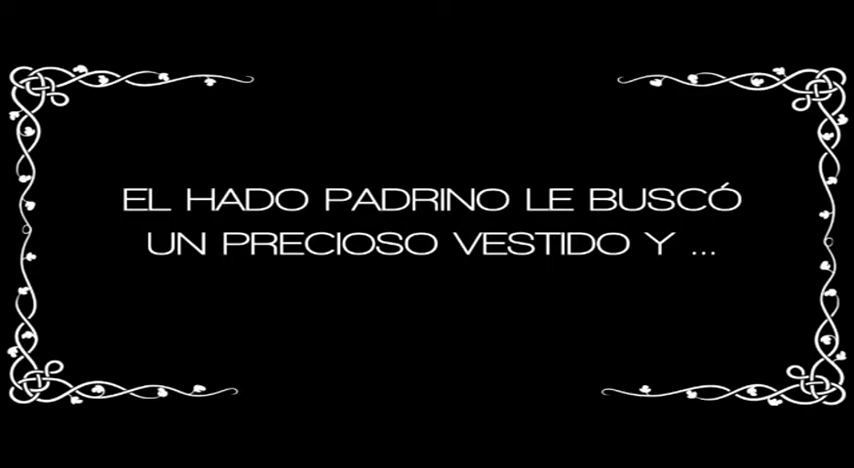 EL HADO PADRINO LE BUSCÓ
UN PRECIOSO VESTIDO Y ...